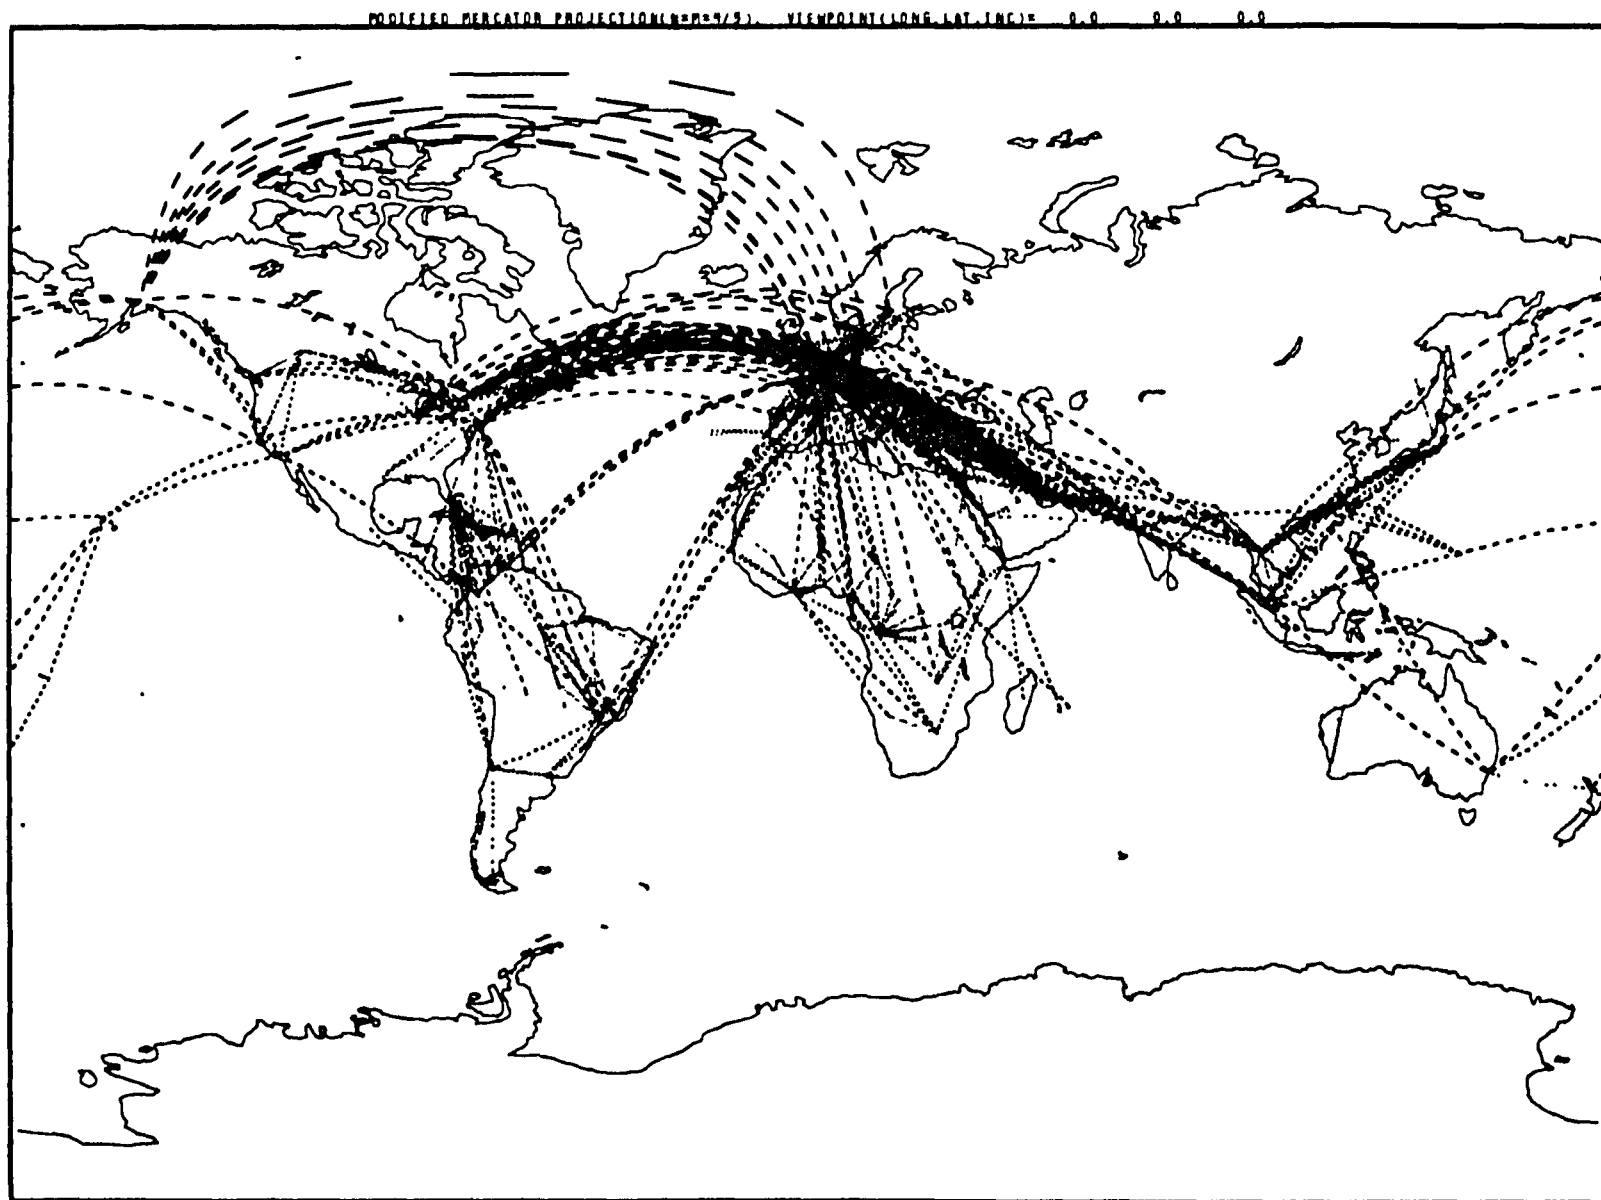 MODIFIED MERCATOR PROJECTION(N=M=4/5). VIEWPOINT(LONG,LAT,INC)= 0.0 0.0 0.0